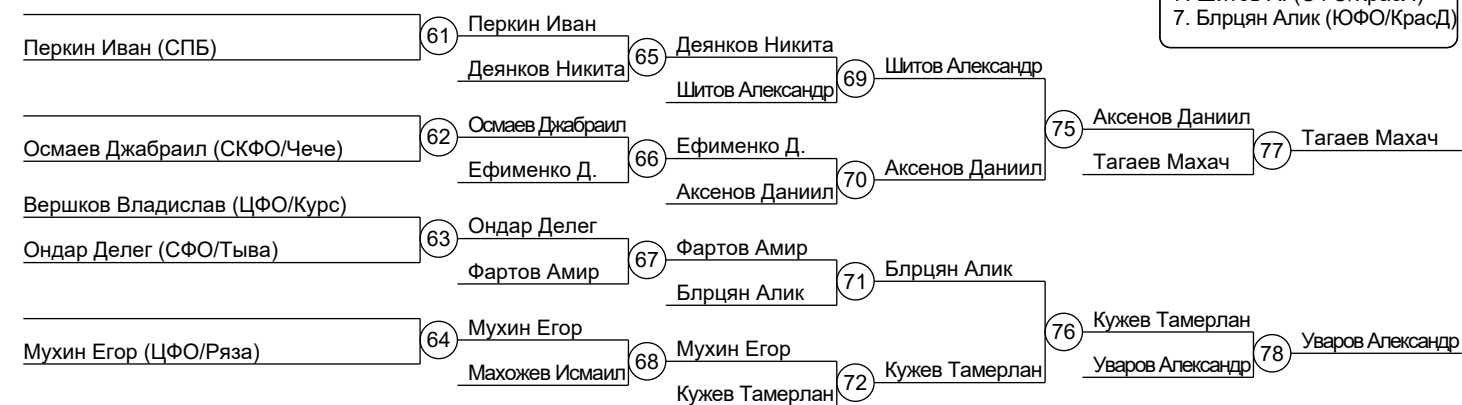 7. Блрцян Алик (ЮФО/КрасД)
61
Перкин Иван (СПБ)
Перкин Иван
Деянков Никита
65
Деянков Никита
Шитов Александр
69
Шитов Александр
62
Осмаев Джабраил (СКФО/Чече)
Осмаев Джабраил
Ефименко Д.
66
Ефименко Д.
Аксенов Даниил
70
Аксенов Даниил
75
Аксенов Даниил
Тагаев Махач
77
Тагаев Махач
Вершков Владислав (ЦФО/Курс)
63
Ондар Делег (СФО/Тыва)
Ондар Делег
Фартов Амир
67
Фартов Амир
Блрцян Алик
71
Блрцян Алик
64
Мухин Егор (ЦФО/Ряза)
Мухин Егор
Махожев Исмаил
68
Мухин Егор
Кужев Тамерлан
72
Кужев Тамерлан
76
Кужев Тамерлан
Уваров Александр
78
Уваров Александр